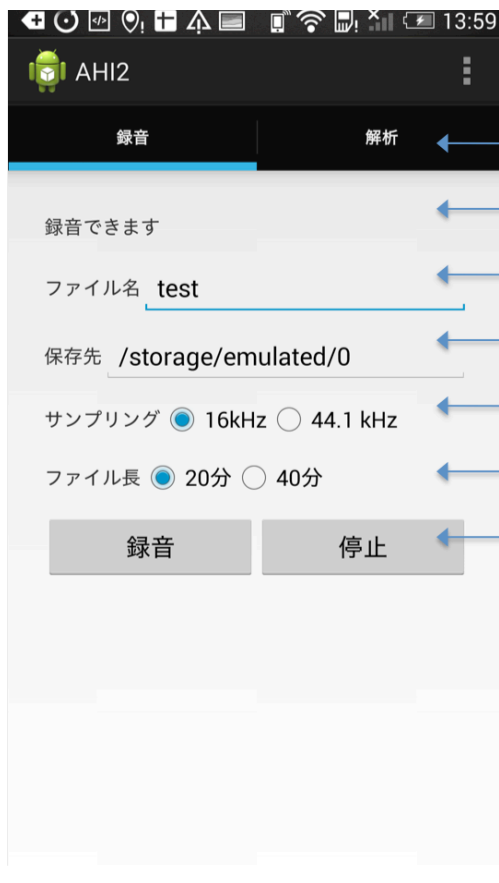 13:59
AHI2
録音 解析
録音できます
ファイル名 test
保存先 /storage/emulated/0
サンプリング 16kHz 44.1 kHz
ファイル長 20分 40分
録音 停止